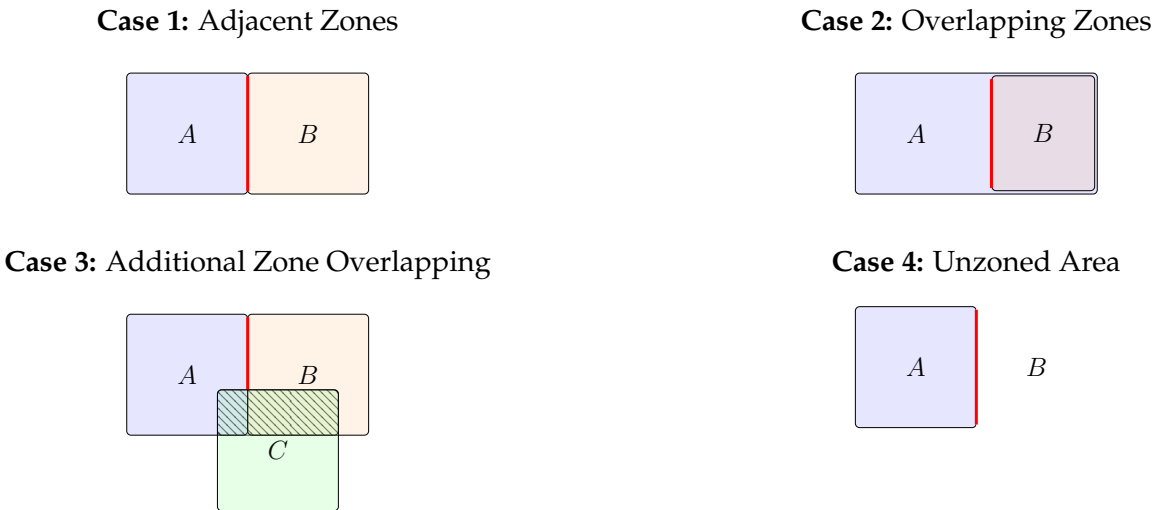 Case 1: Adjacent Zones
A
B
Case 2: Overlapping Zones
A
B
Case 3: Additional Zone Overlapping
A
B
C
Case 4: Unzoned Area
A
B